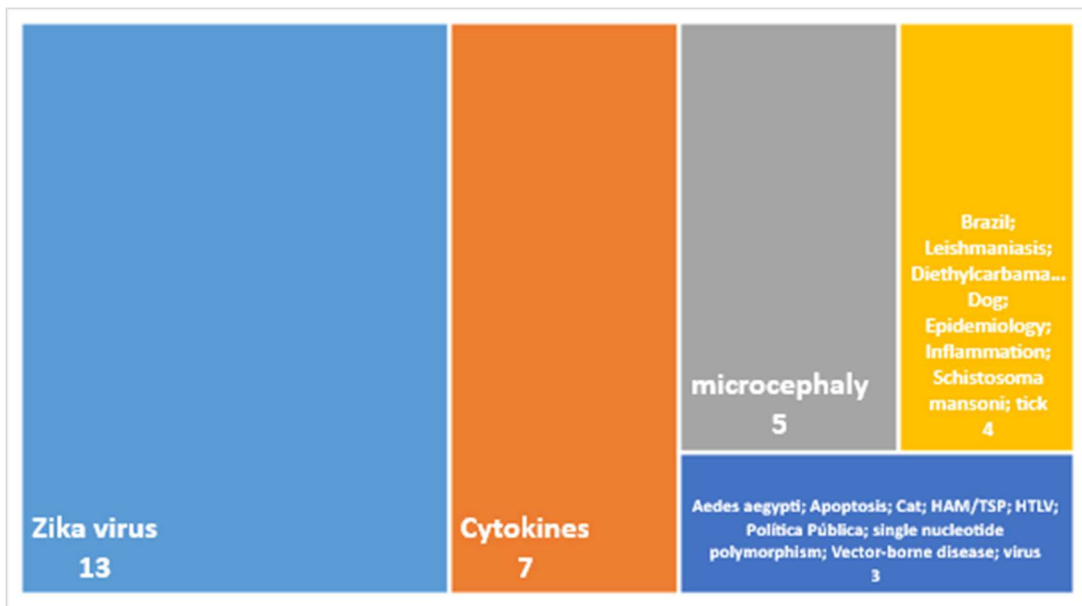 Zika virus
13
Cytokines
7
microcephaly
5
Brazil;
Leishmaniasis;
Diethylcarbama...
Dog;
Epidemiology;
Inflammation;
Schistosoma
mansoni; tick
4
Aedes aegypti; Apoptosis; Cat; HAM/TSP; HTLV;
Política Pública; single nucleotide
polymorphism; Vector-borne disease; virus
3